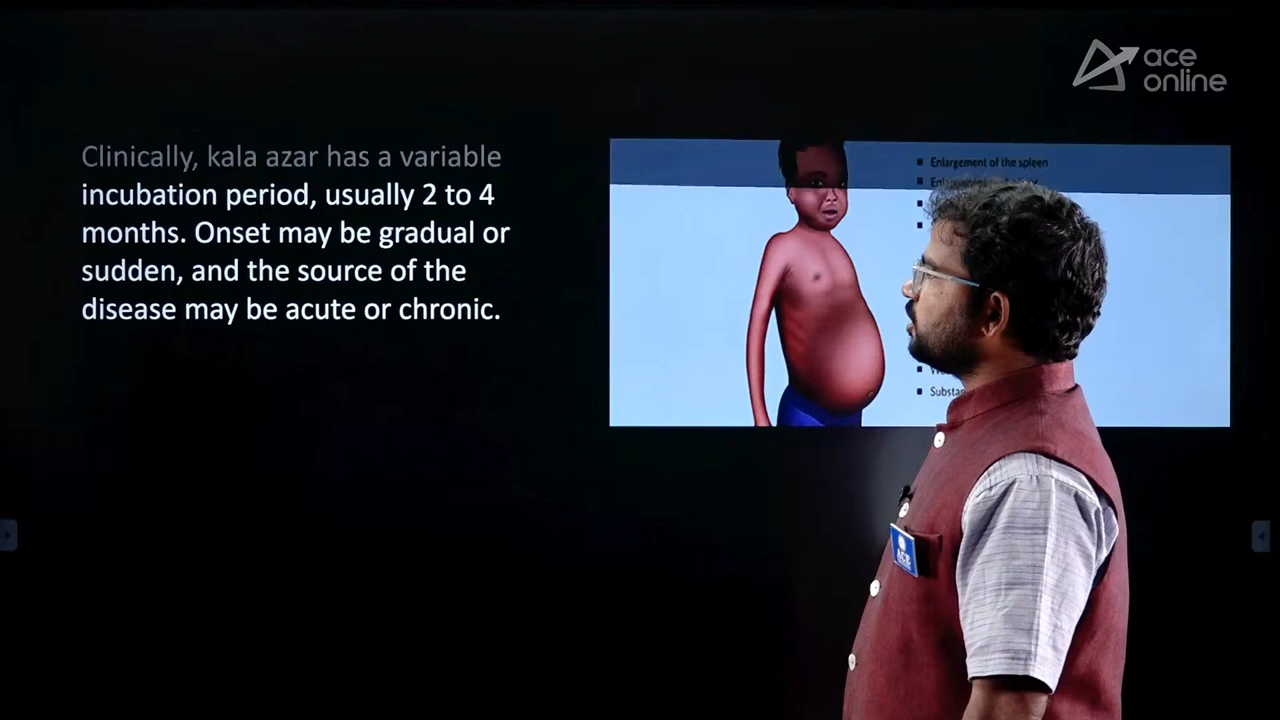 ace
online
Clinically, kala azar has a variable
incubation period, usually 2 to 4
months. Onset may be gradual or
sudden, and the source of the
disease may be acute or chronic.
Enlargement of the spleen
ACE